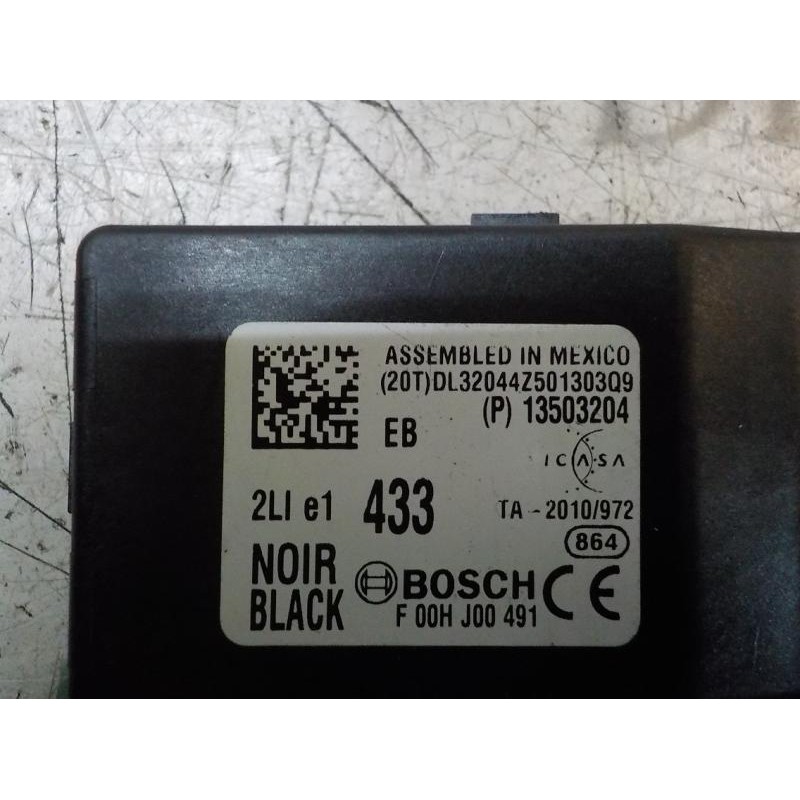 ASSEMBLED IN MEXICO
(20T)DL32044Z501303Q9
(P) 13503204
EB
ICASA
2LI e1 433 TA - 2010/972
864
NOIR
BLACK
BOSCH CE
F 00H J00 491